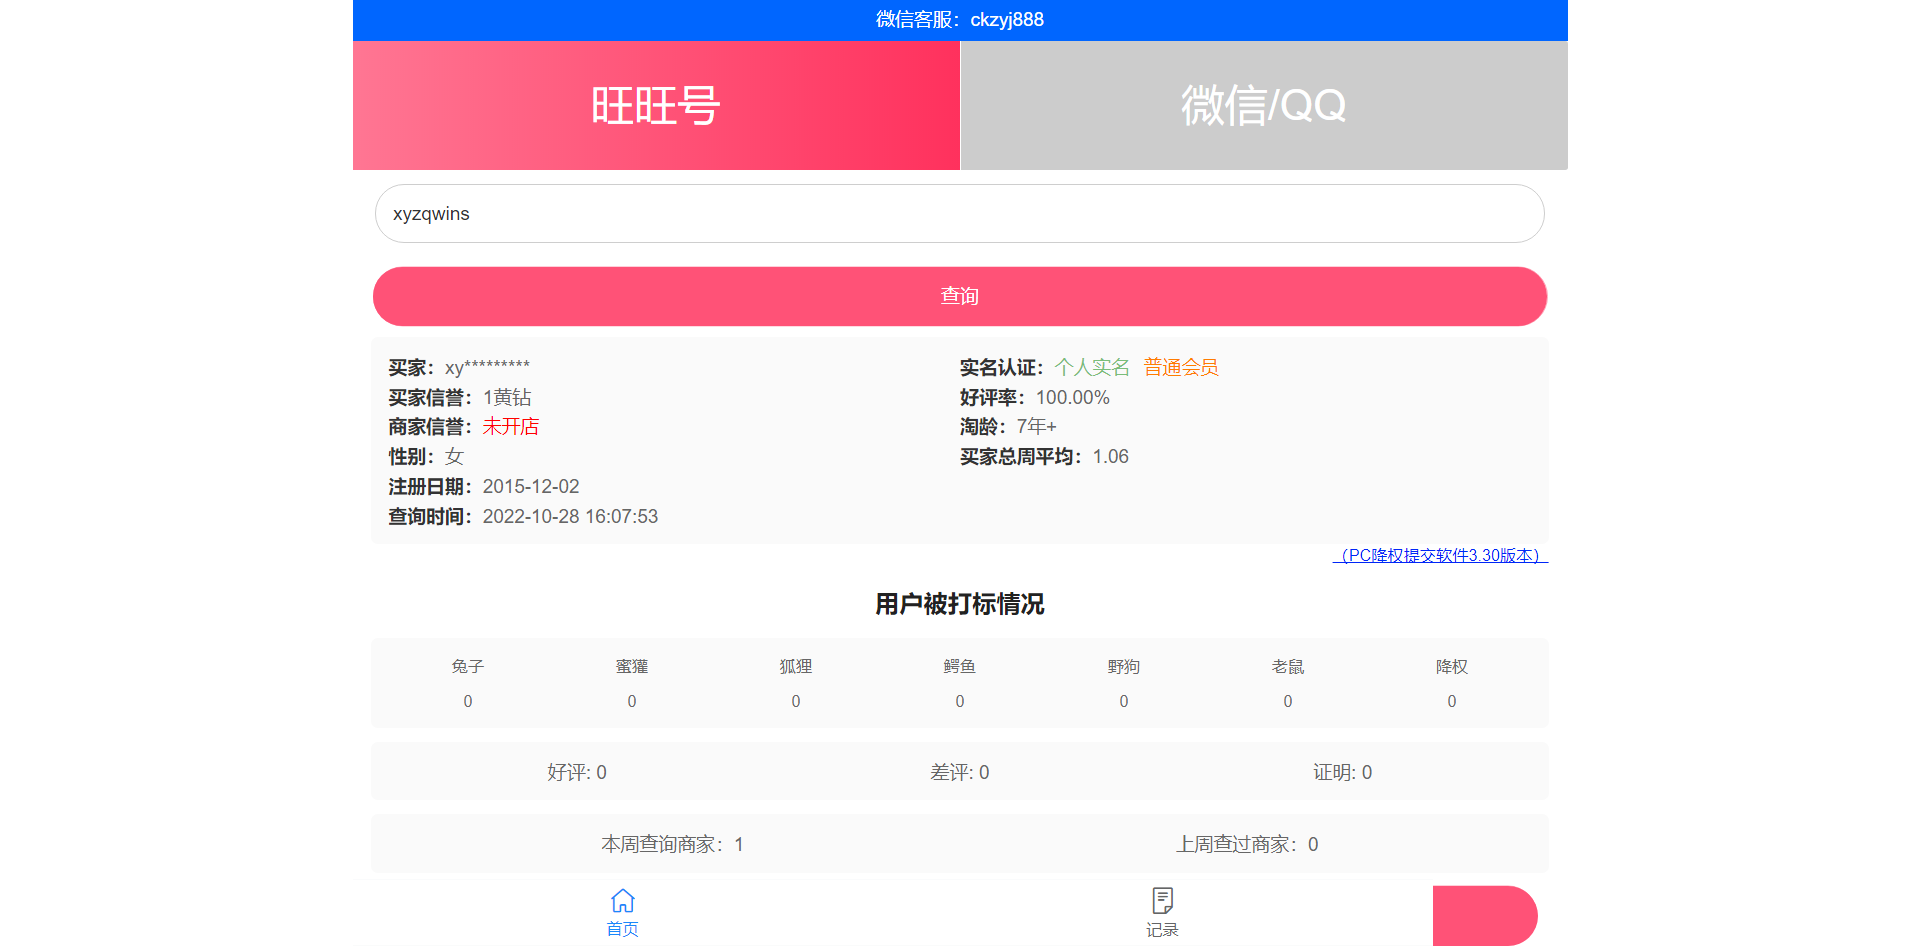 微信客服：ckzyj888
旺旺号 微信/QQ
xyzqwins
查询
买家：xy********* 实名认证：个人实名 普通会员
买家信誉：1黄钻 好评率：100.00%
商家信誉：未开店 淘龄：7年+
性别：女 买家总周平均：1.06
注册日期：2015-12-02
查询时间：2022-10-28 16:07:53
（PC降权提交软件3.30版本）
用户被打标情况
兔子 蜜獾 狐狸 鳄鱼 野狗 老鼠 降权
0 0 0 0 0 0 0
好评: 0 差评: 0 证明: 0
本周查询商家：1 上周查过商家：0
首页 记录